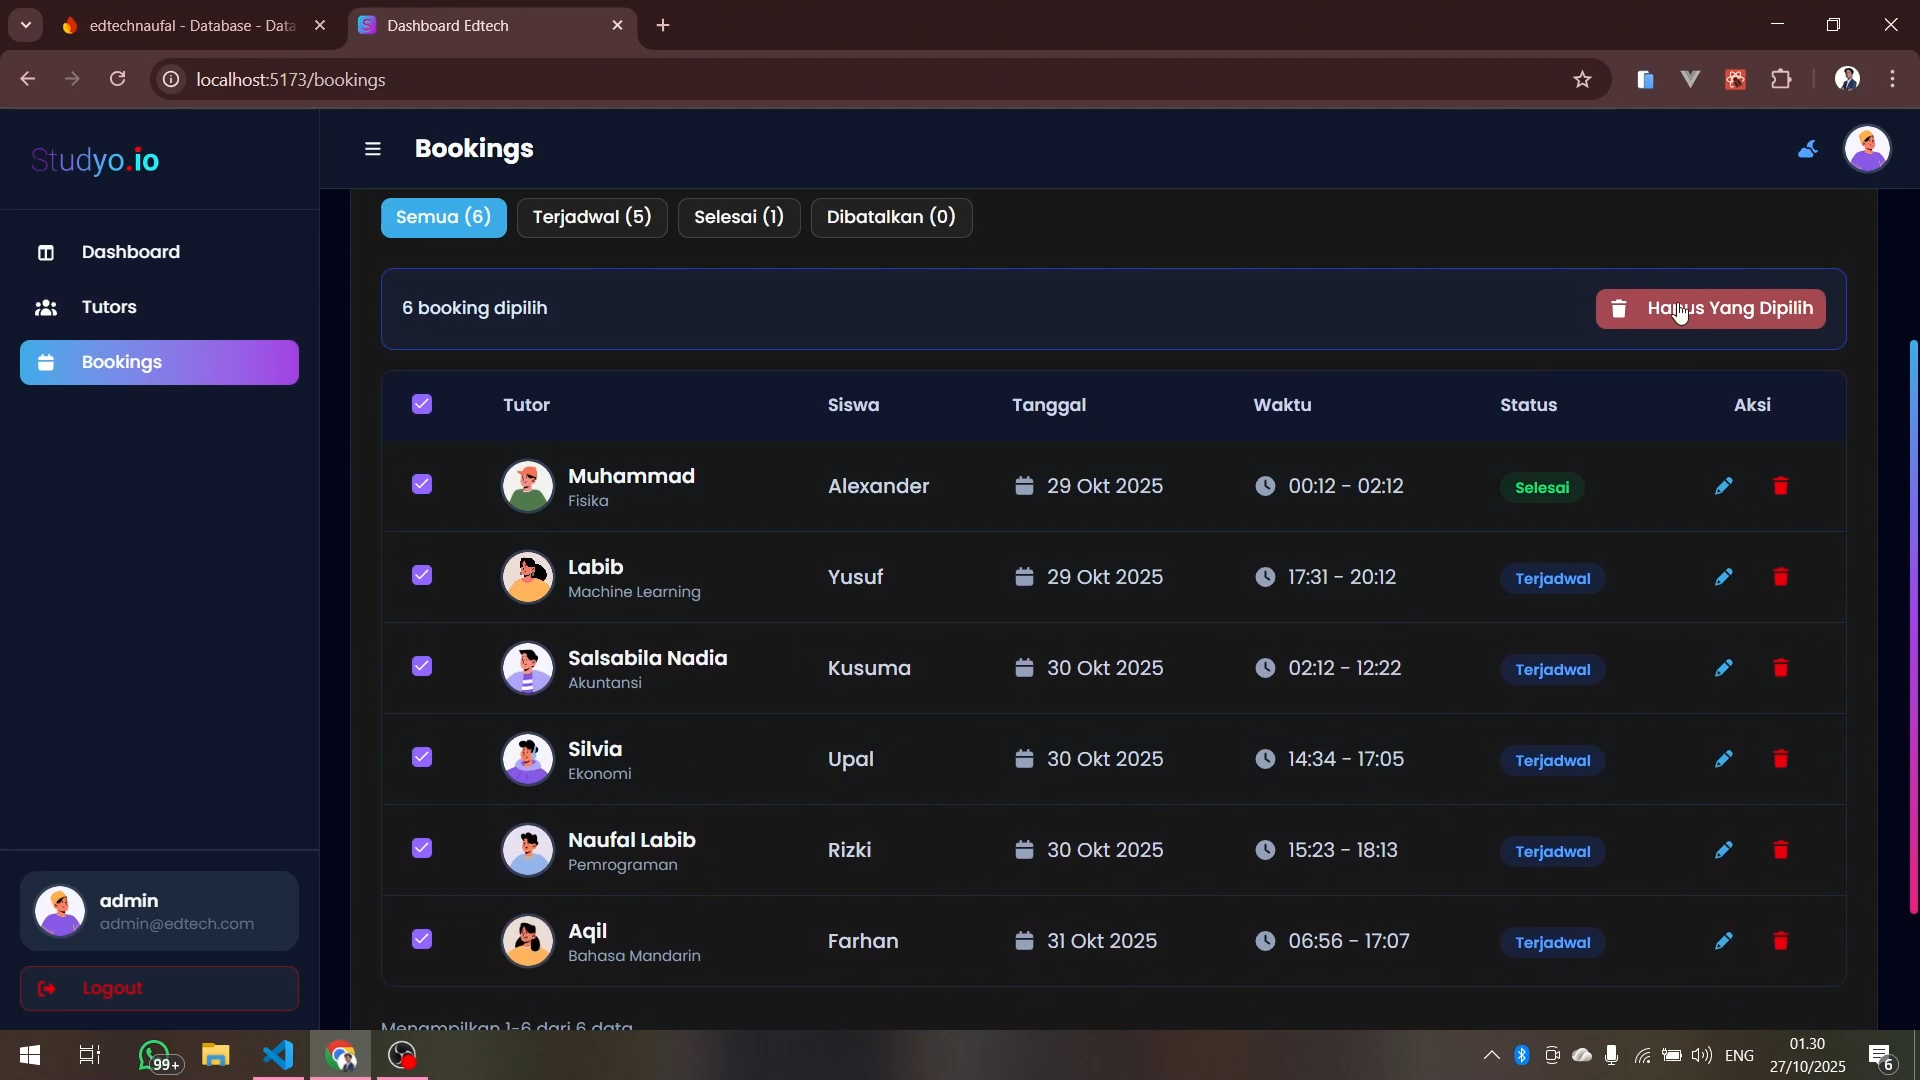 edtechnaufal - Database - Data
Dashboard Edtech
localhost:5173/bookings
Studyo.io
Bookings
Dashboard
Tutors
Bookings
Semua (6)
Terjadwal (5)
Selesai (1)
Dibatalkan (0)
6 booking dipilih
Hapus Yang Dipilih
Tutor
Siswa
Tanggal
Waktu
Status
Aksi
Muhammad
Fisika
Alexander
29 Okt 2025
00:12 - 02:12
Selesai
Labib
Machine Learning
Yusuf
29 Okt 2025
17:31 - 20:12
Terjadwal
Salsabila Nadia
Akuntansi
Kusuma
30 Okt 2025
02:12 - 12:22
Terjadwal
Silvia
Ekonomi
Upal
30 Okt 2025
14:34 - 17:05
Terjadwal
Naufal Labib
Pemrograman
Rizki
30 Okt 2025
15:23 - 18:13
Terjadwal
Aqil
Bahasa Mandarin
Farhan
31 Okt 2025
06:56 - 17:07
Terjadwal
Menampilkan 1-6 dari 6 data
admin
admin@edtech.com
Logout
99+
ENG
01.30
27/10/2025
6